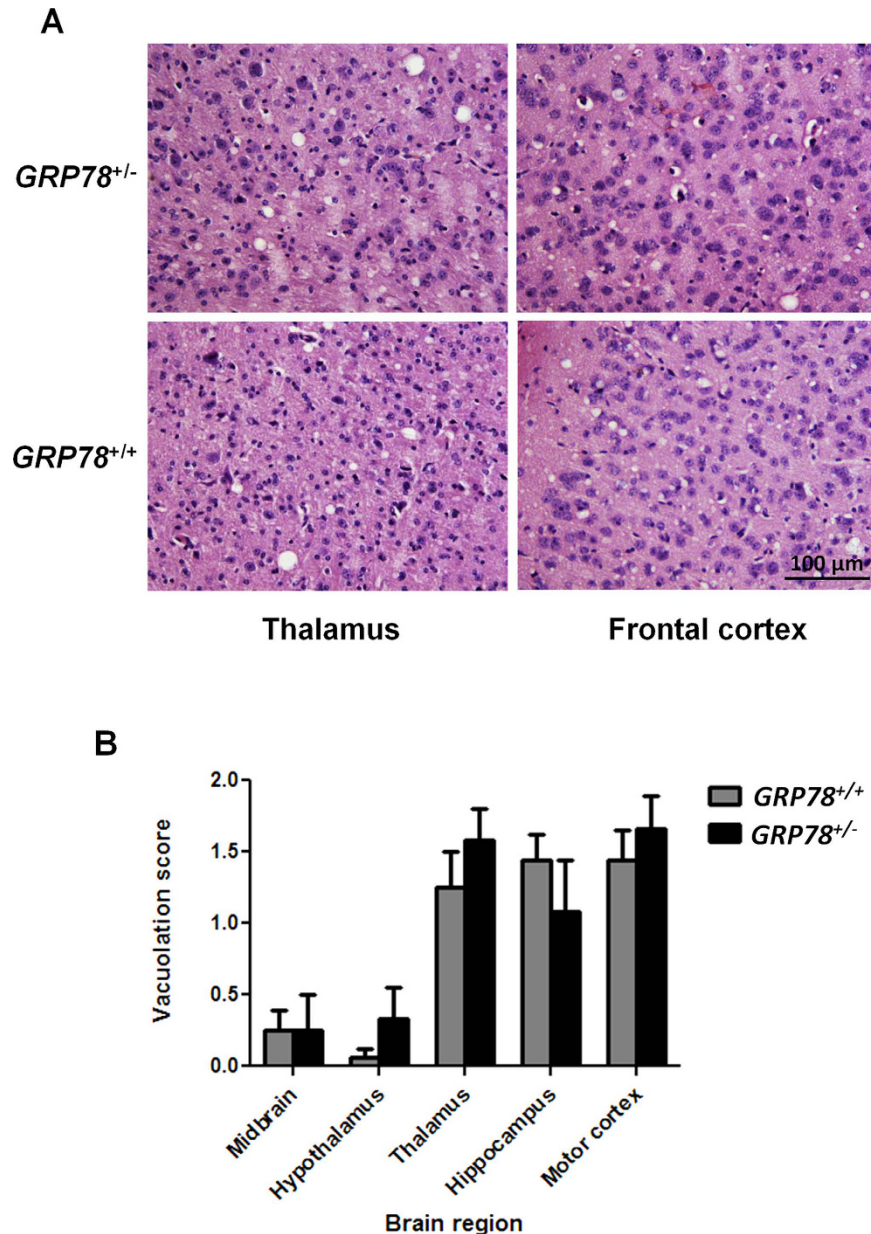 A
GRP78+/-
GRP78+/+
100 µm
Thalamus
Frontal cortex
B
GRP78+/+
GRP78+/-
2.0
1.5
1.0
0.5
0.0
Vacuolation score
Midbrain
Hypothalamus
Thalamus
Hippocampus
Motor cortex
Brain region